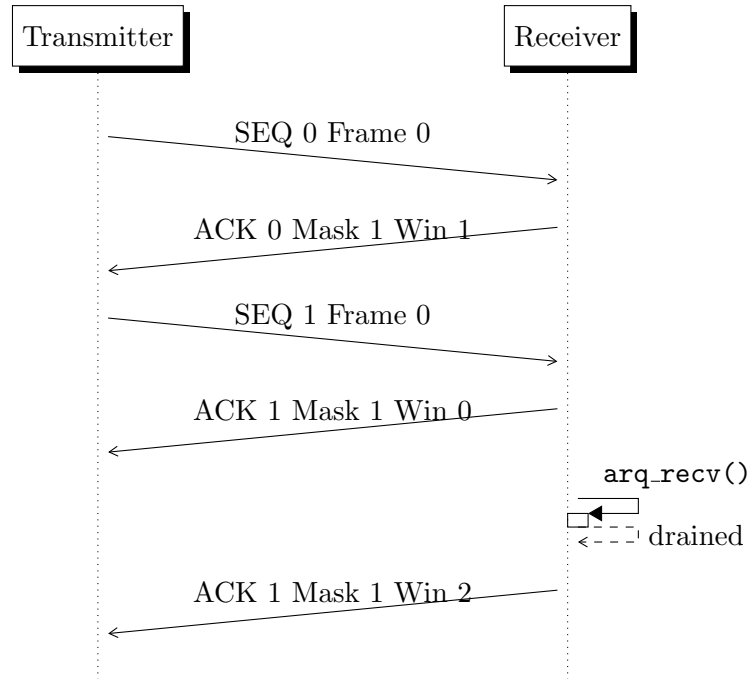 Transmitter
Receiver
SEQ 0 Frame 0
ACK 0 Mask 1 Win 1
SEQ 1 Frame 0
ACK 1 Mask 1 Win 0
arq_recv()
drained
ACK 1 Mask 1 Win 2